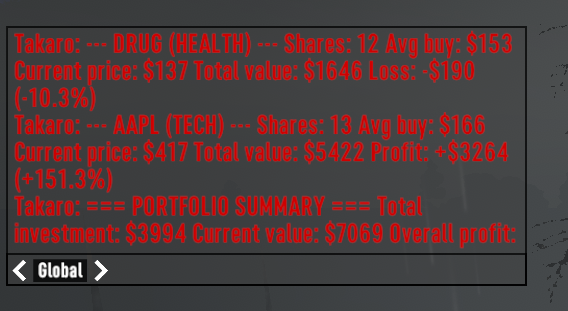 Takaro: --- DRUG (HEALTH) --- Shares: 12 Avg buy: $153
Current price: $137 Total value: $1646 Loss: -$190
(-10.3%)
Takaro: --- AAPL (TECH) --- Shares: 13 Avg buy: $166
Current price: $417 Total value: $5422 Profit: +$3264
(+151.3%)
Takaro: === PORTFOLIO SUMMARY === Total
investment: $3994 Current value: $7069 Overall profit:
Global